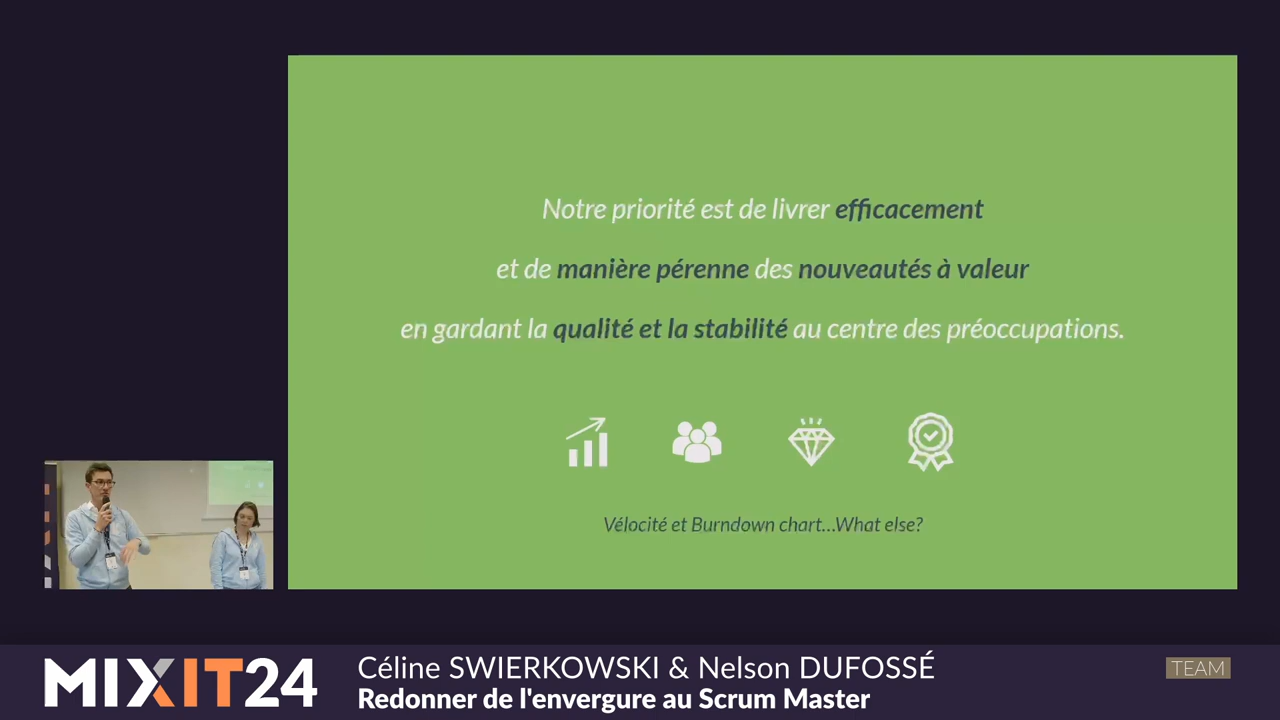 Notre priorité est de livrer efficacement
et de manière pérenne des nouveautés à valeur
en gardant la qualité et la stabilité au centre des préoccupations.
Vélocité et Burndown chart...What else?
MIXIT24
Céline SWIERKOWSKI & Nelson DUFOSSÉ
Redonner de l'envergure au Scrum Master
TEAM